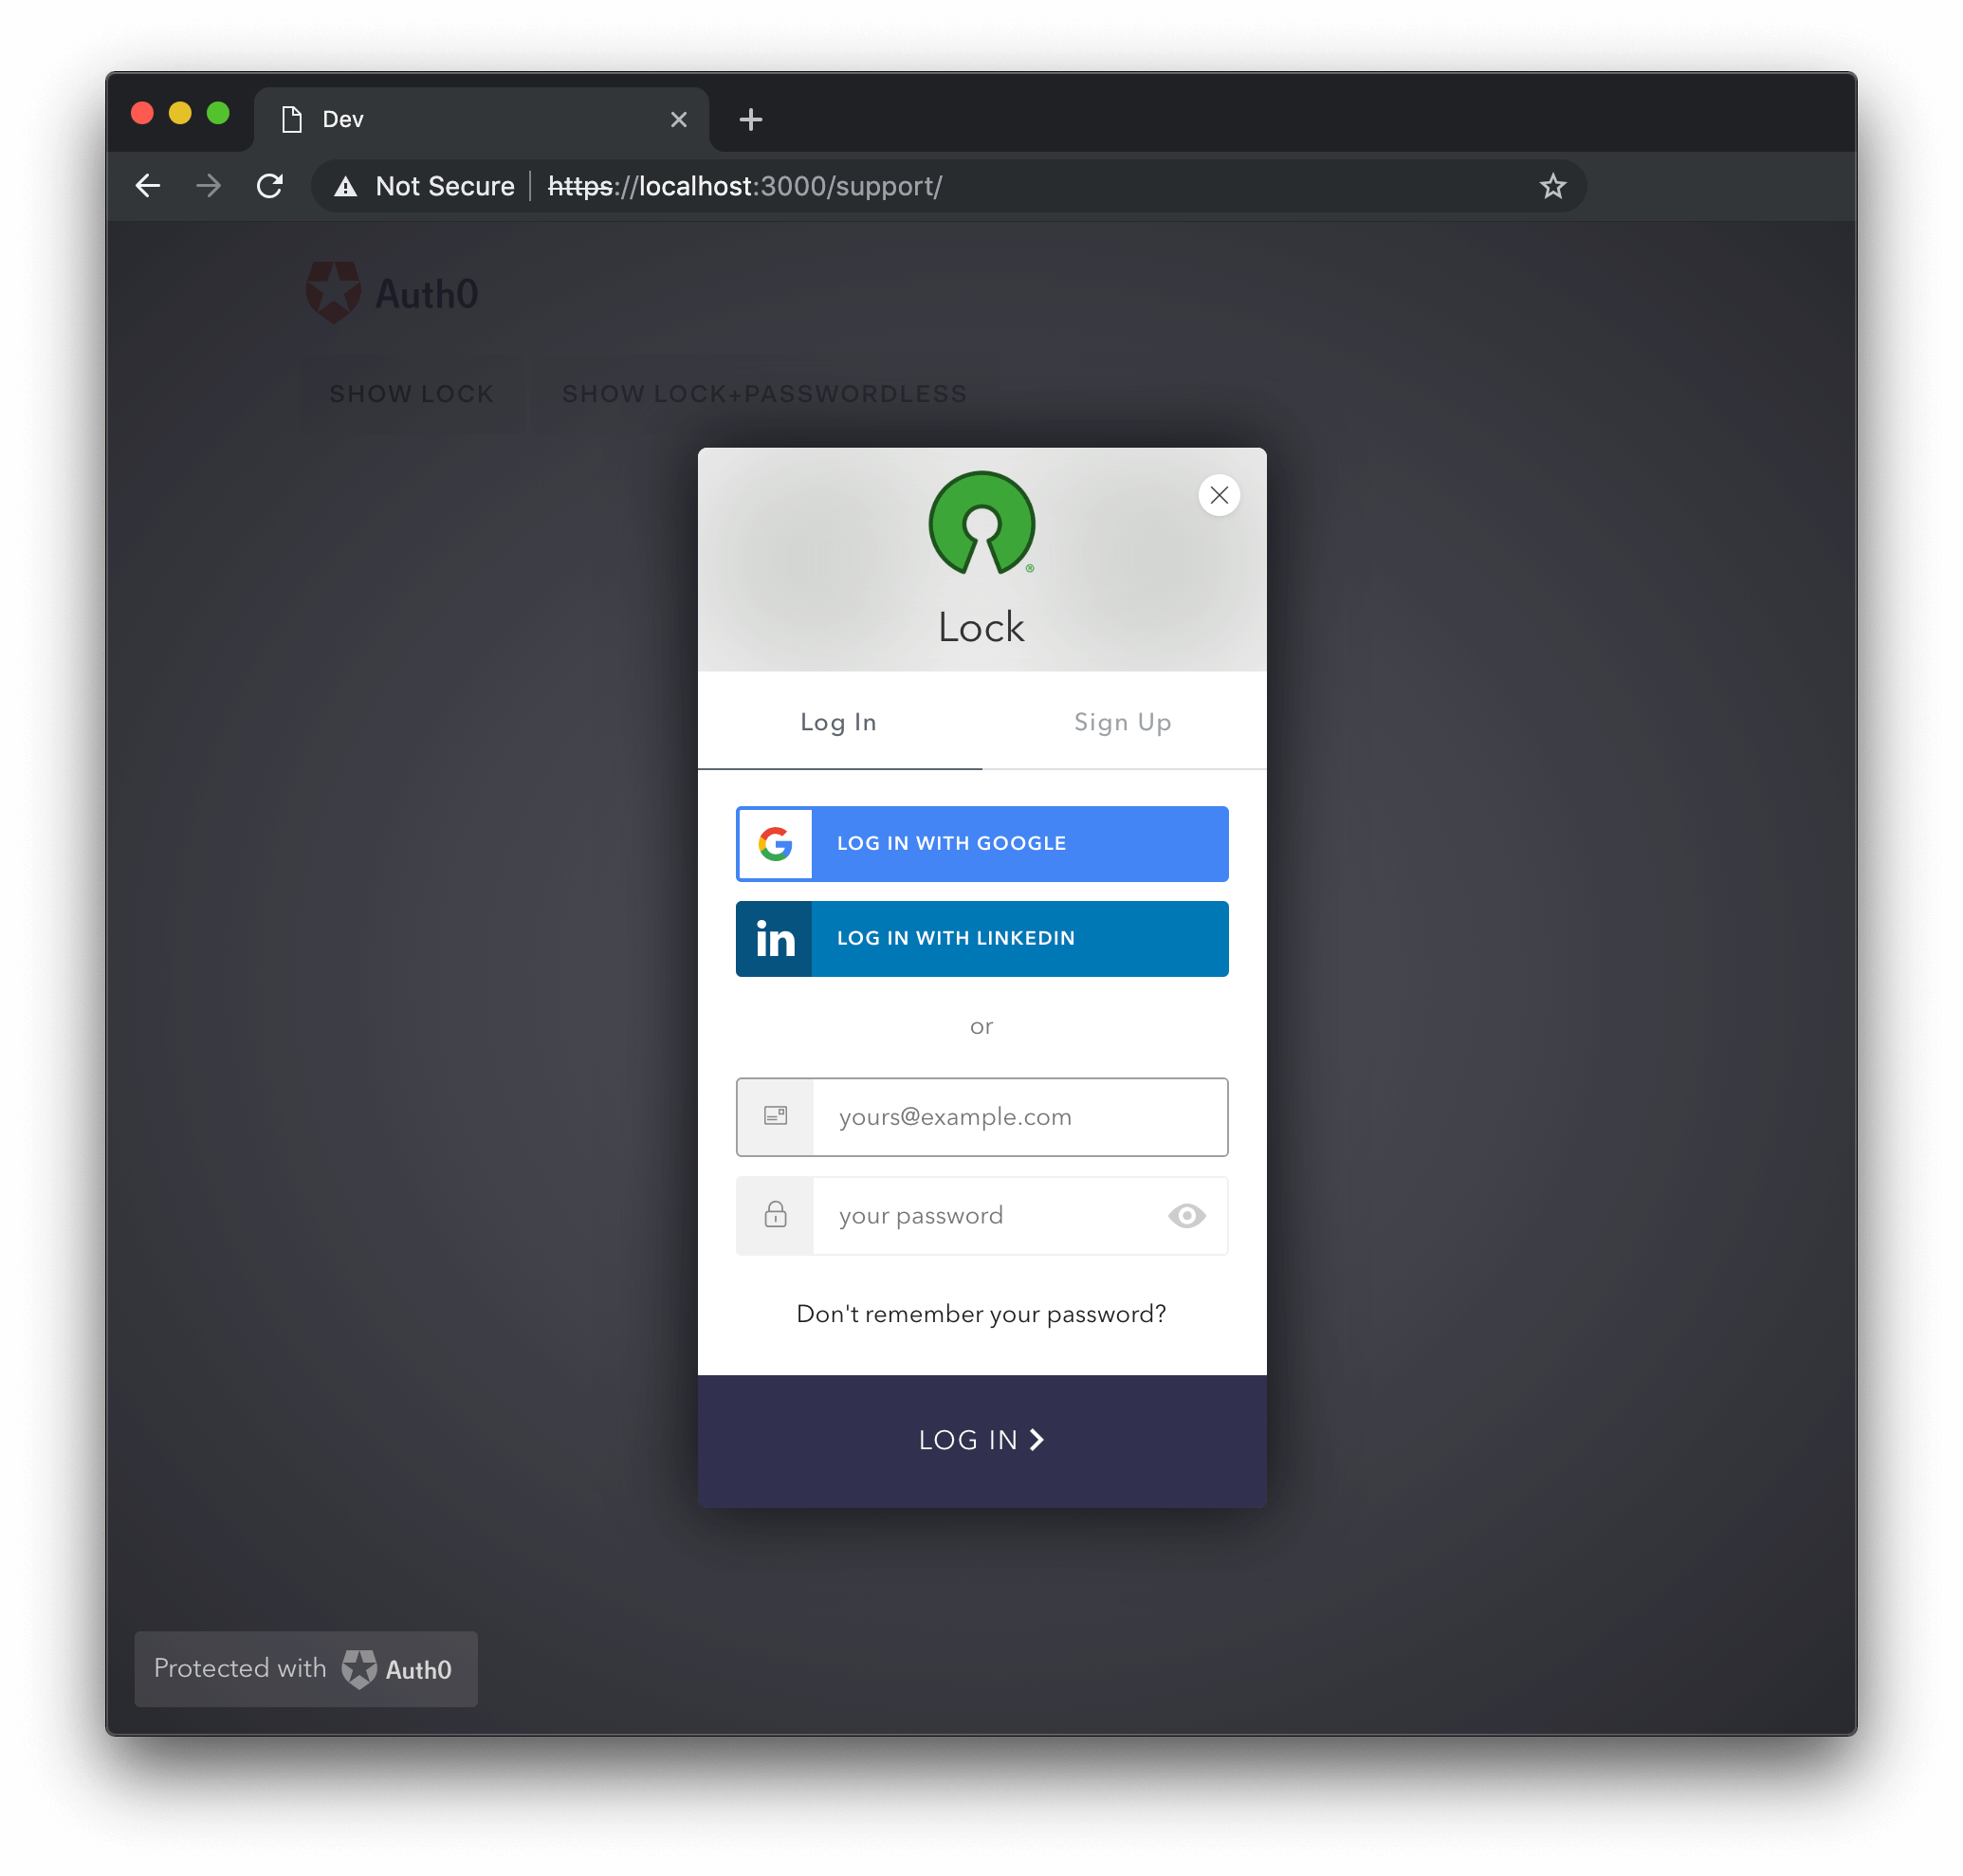 Dev
Not Secure https://localhost:3000/support/
Auth0
SHOW LOCK SHOW LOCK+PASSWORDLESS
®
Lock
Log In Sign Up
LOG IN WITH GOOGLE
in LOG IN WITH LINKEDIN
or
yours@example.com
your password
Don't remember your password?
LOG IN
Protected with Auth0